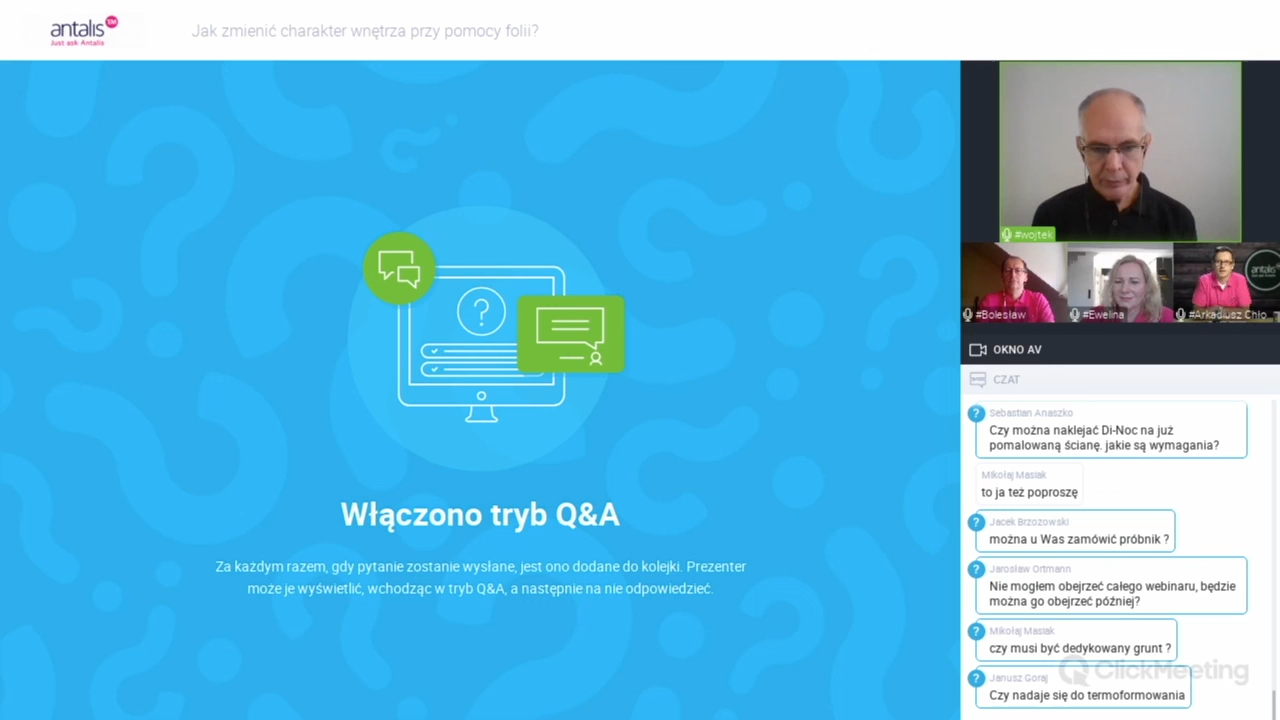 antalis TM
Just ask Antalis
Jak zmienić charakter wnętrza przy pomocy folii?
?
Włączono tryb Q&A
Za każdym razem, gdy pytanie zostanie wysłane, jest ono dodane do kolejki. Prezenter
może je wyświetlić, wchodząc w tryb Q&A, a następnie na nie odpowiedzieć.
#wojtek
antalis
#Bolesław
#Ewelina
#Arkadiusz Chło...
OKNO AV
CZAT
? Sebastian Anaszko
Czy można naklejać Di-Noc na już
pomalowaną ścianę. jakie są wymagania?
Mikołaj Masiak
to ja też poproszę
? Jacek Brzozowski
można u Was zamówić próbnik ?
? Jarosław Ortmann
Nie mogłem obejrzeć całego webinaru, będzie
można go obejrzeć później?
? Mikołaj Masiak
czy musi być dedykowany grunt ?
ClickMeeting
? Janusz Goraj
Czy nadaje się do termoformowania